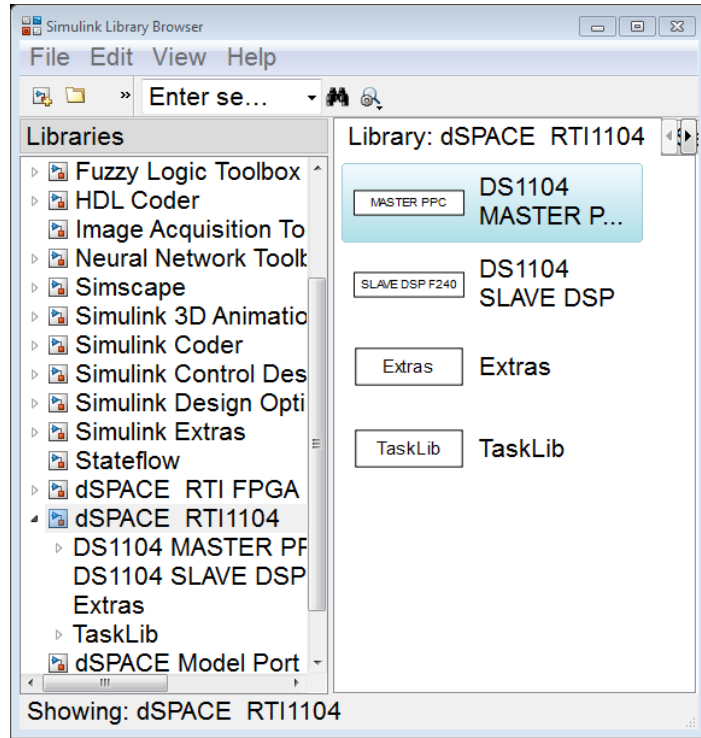 Simulink Library Browser
File Edit View Help
» Enter se...
Libraries
Fuzzy Logic Toolbox
HDL Coder
Image Acquisition To
Neural Network Toolb
Simscape
Simulink 3D Animatio
Simulink Coder
Simulink Control Des
Simulink Design Opti
Simulink Extras
Stateflow
dSPACE RTI FPGA
dSPACE RTI1104
DS1104 MASTER PP
DS1104 SLAVE DSP
Extras
TaskLib
dSPACE Model Port
Library: dSPACE RTI1104
MASTER PPC
DS1104
MASTER P...
SLAVE DSP F240
DS1104
SLAVE DSP
Extras
Extras
TaskLib
TaskLib
Showing: dSPACE RTI1104